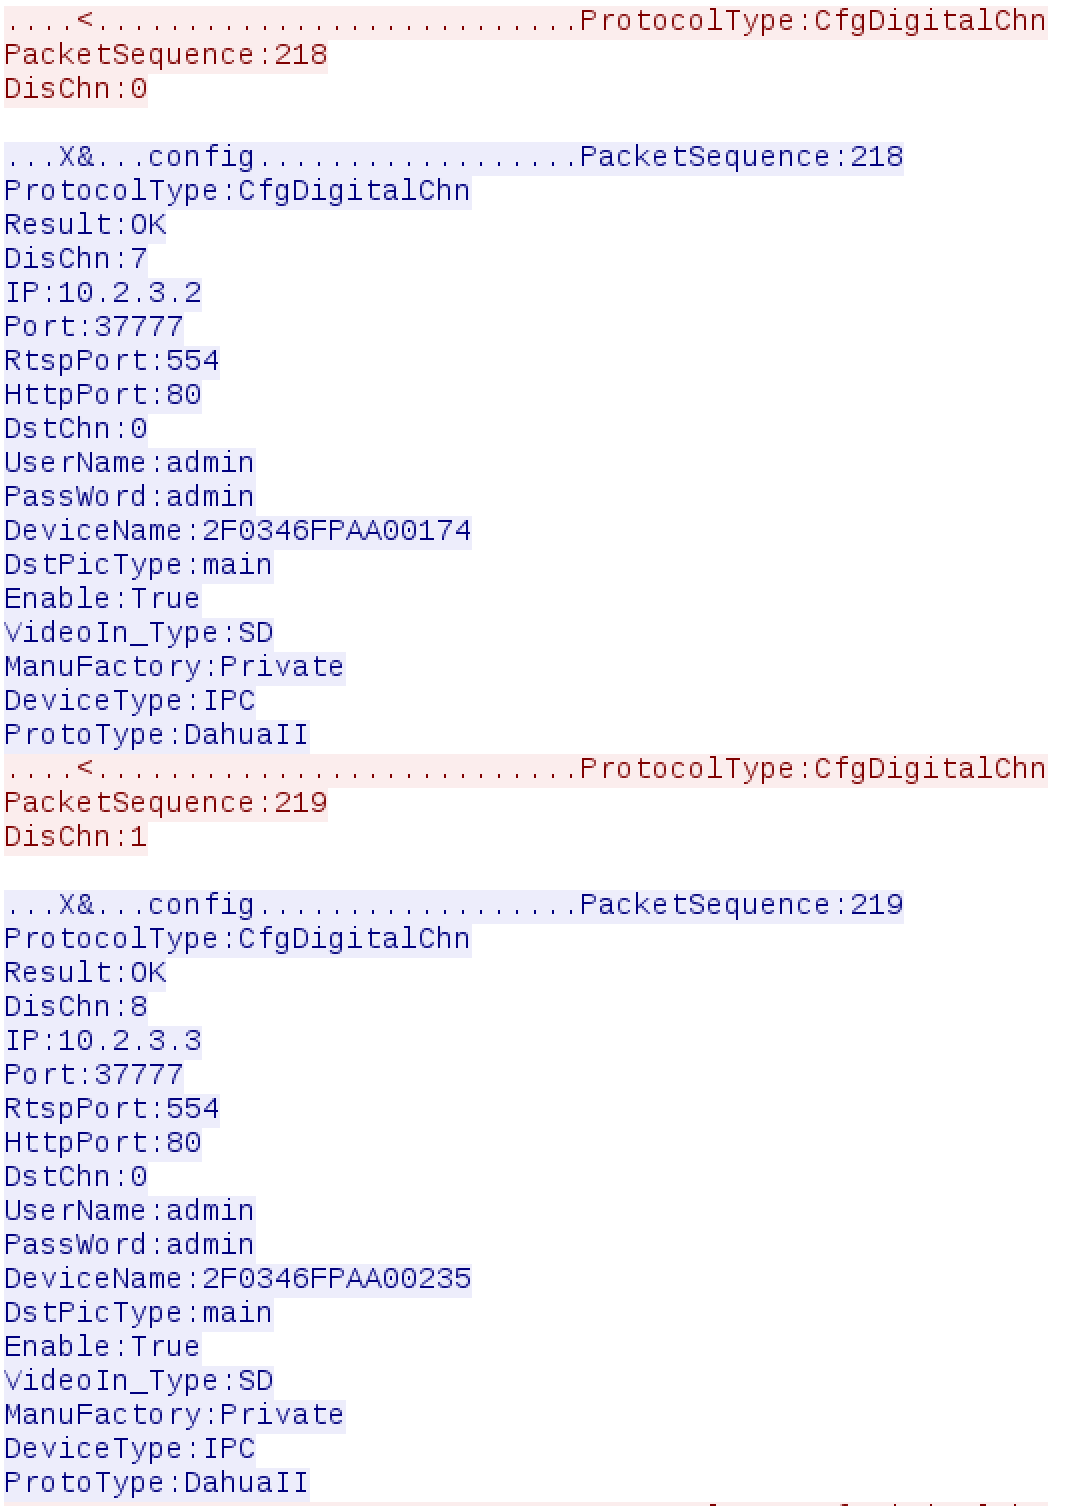 ....<...........................ProtocolType:CfgDigitalChn
PacketSequence:218
DisChn:0
...X&...config..................PacketSequence:218
ProtocolType:CfgDigitalChn
Result:OK
DisChn:7
IP:10.2.3.2
Port:37777
RtspPort:554
HttpPort:80
DstChn:0
UserName:admin
PassWord:admin
DeviceName:2F0346FPAA00174
DstPicType:main
Enable:True
VideoIn_Type:SD
ManuFactory:Private
DeviceType:IPC
ProtoType:DahuaII
....<...........................ProtocolType:CfgDigitalChn
PacketSequence:219
DisChn:1
...X&...config..................PacketSequence:219
ProtocolType:CfgDigitalChn
Result:OK
DisChn:8
IP:10.2.3.3
Port:37777
RtspPort:554
HttpPort:80
DstChn:0
UserName:admin
PassWord:admin
DeviceName:2F0346FPAA00235
DstPicType:main
Enable:True
VideoIn_Type:SD
ManuFactory:Private
DeviceType:IPC
ProtoType:DahuaII